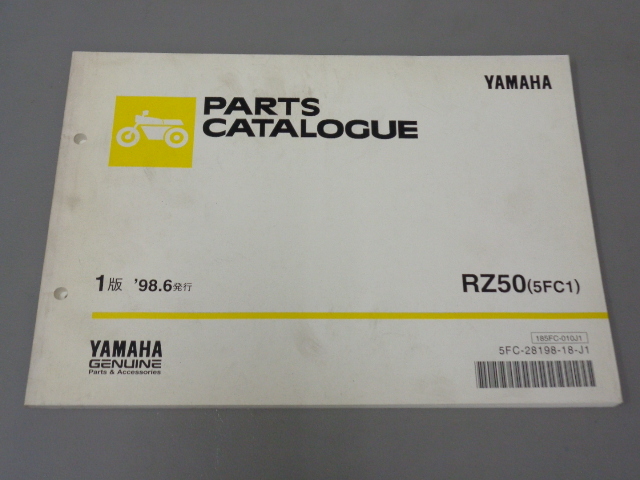 YAMAHA
PARTS
CATALOGUE
1版 '98.6発行
RZ50(5FC1)
185FC-010J1
5FC-28198-18-J1
YAMAHA
GENUINE
Parts & Accessories